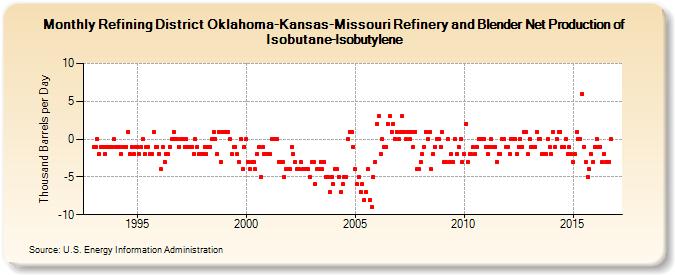 Monthly Refining District Oklahoma-Kansas-Missouri Refinery and Blender Net Production of
Isobutane-Isobutylene
Thousand Barrels per Day
10
5
0
-5
-10
1995
2000
2005
2010
2015
Source: U.S. Energy Information Administration